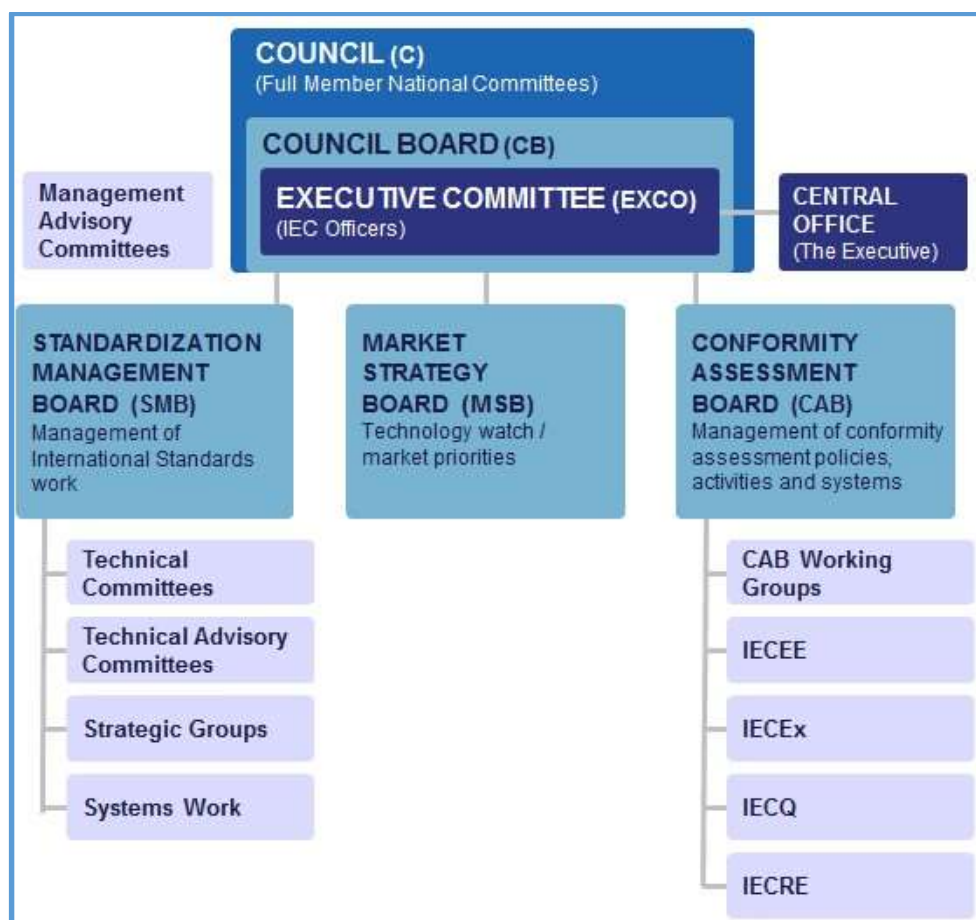 COUNCIL (C)
(Full Member National Committees)
COUNCIL BOARD (CB)
EXECUTIVE COMMITTEE (EXCO)
(IEC Officers)
Management
Advisory
Committees
CENTRAL
OFFICE
(The Executive)
STANDARDIZATION
MANAGEMENT
BOARD (SMB)
Management of
International Standards
work
MARKET
STRATEGY
BOARD (MSB)
Technology watch /
market priorities
CONFORMITY
ASSESSMENT
BOARD (CAB)
Management of conformity
assessment policies,
activities and systems
Technical
Committees
Technical Advisory
Committees
Strategic Groups
Systems Work
CAB Working
Groups
IECEE
IECEx
IECQ
IECRE